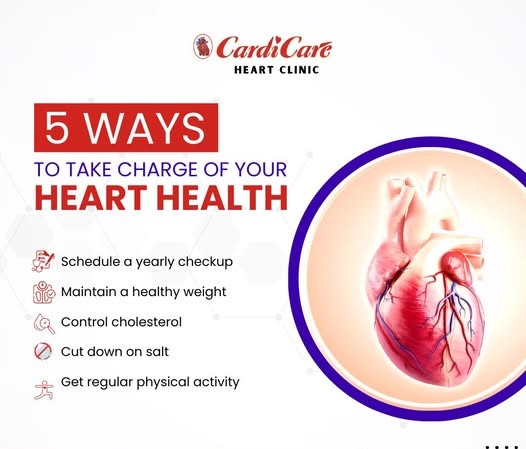 CardiCare
HEART CLINIC
5 WAYS
TO TAKE CHARGE OF YOUR
HEART HEALTH
Schedule a yearly checkup
Maintain a healthy weight
Control cholesterol
Cut down on salt
Get regular physical activity